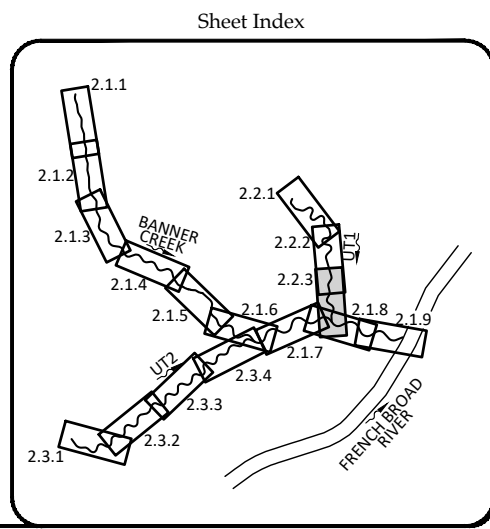 Sheet Index
2.1.1
2.1.2
2.1.3
BANNER
CREEK
2.1.4
2.1.5
2.1.6
2.1.7
2.1.8
2.1.9
2.2.1
2.2.2
UT1
2.2.3
UT2
2.3.4
2.3.3
2.3.2
2.3.1
FRENCH BROAD
RIVER